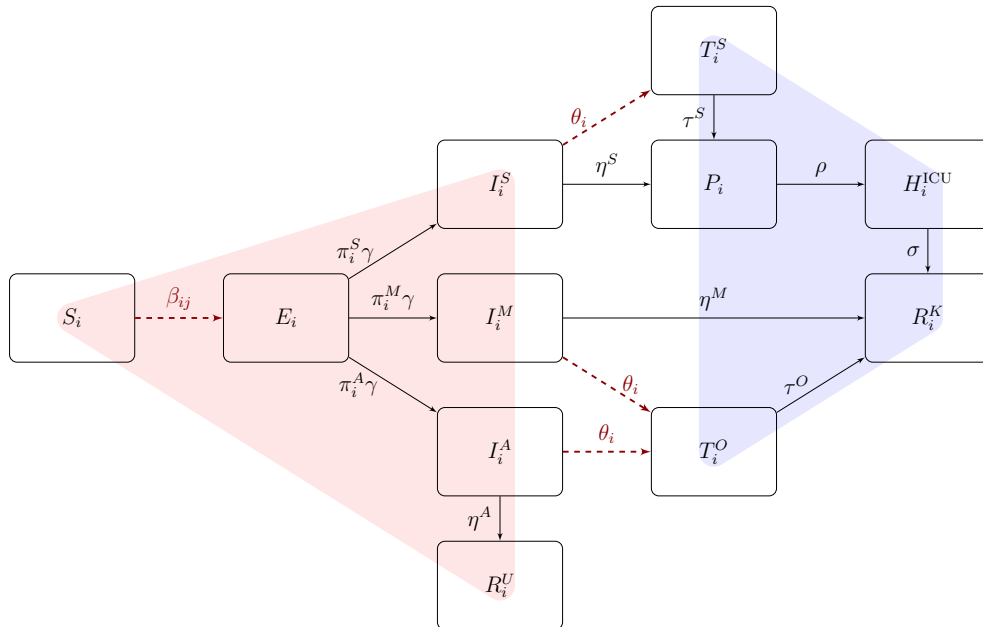 T_i^S
θ_i
τ^S
I_i^S
η^S
P_i
ρ
H_i^ICU
π_i^S γ
σ
S_i
β_ij
E_i
π_i^M γ
I_i^M
η^M
R_i^K
π_i^A γ
θ_i
τ^O
I_i^A
θ_i
T_i^O
η^A
R_i^U